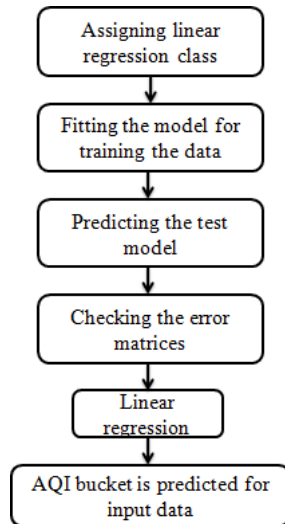 Assigning linear
regression class
Fitting the model for
training the data
Predicting the test
model
Checking the error
matrices
Linear
regression
AQI bucket is predicted for
input data